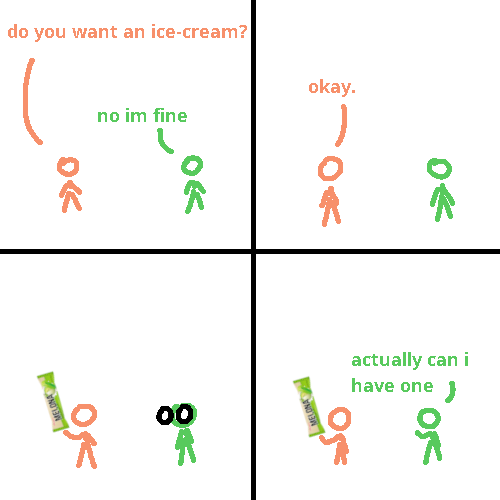 do you want an ice-cream?
no im fine
okay.
MELONA
MELONA
actually can i
have one